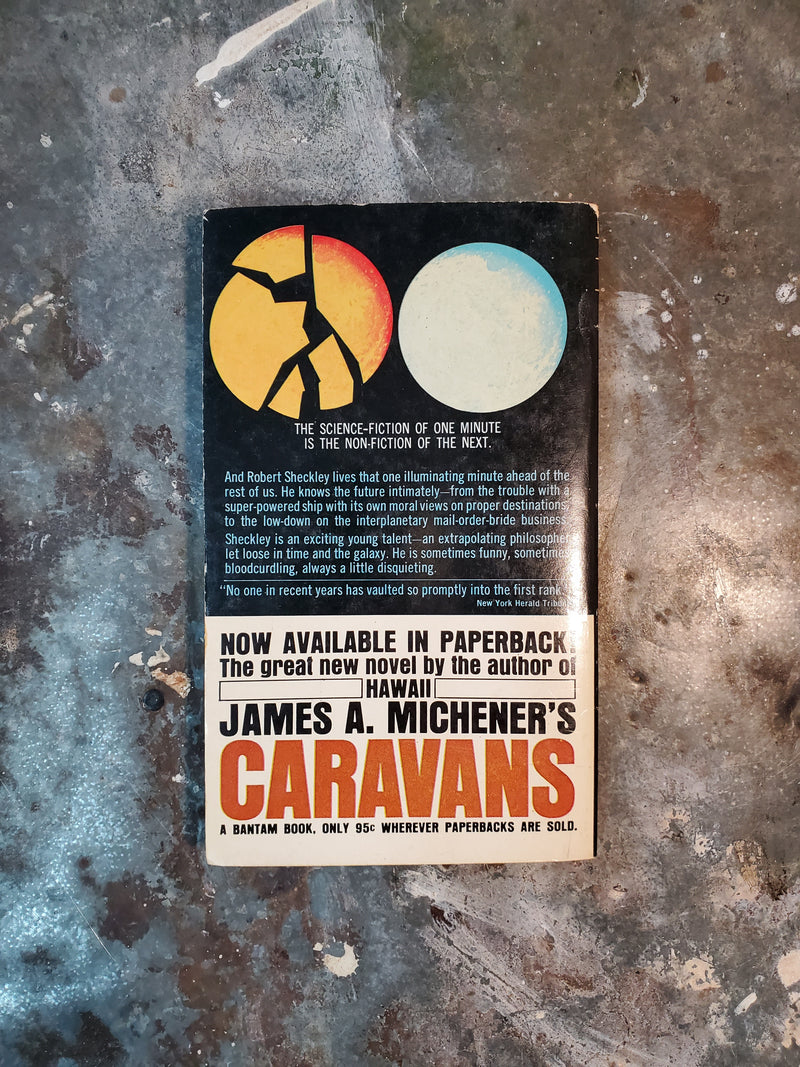 THE SCIENCE-FICTION OF ONE MINUTE
IS THE NON-FICTION OF THE NEXT.
And Robert Sheckley lives that one illuminating minute ahead of the
rest of us. He knows the future intimately—from the trouble with a
super-powered ship with its own moral views on proper destinations,
to the low-down on the interplanetary mail-order-bride business.
Sheckley is an exciting young talent—an extrapolating philosopher
let loose in time and the galaxy. He is sometimes funny, sometimes
bloodcurdling, always a little disquieting.
"No one in recent years has vaulted so promptly into the first rank."
New York Herald Tribune
NOW AVAILABLE IN PAPERBACK!
The great new novel by the author of
HAWAII
JAMES A. MICHENER'S
CARAVANS
A BANTAM BOOK. ONLY 95c WHEREVER PAPERBACKS ARE SOLD.